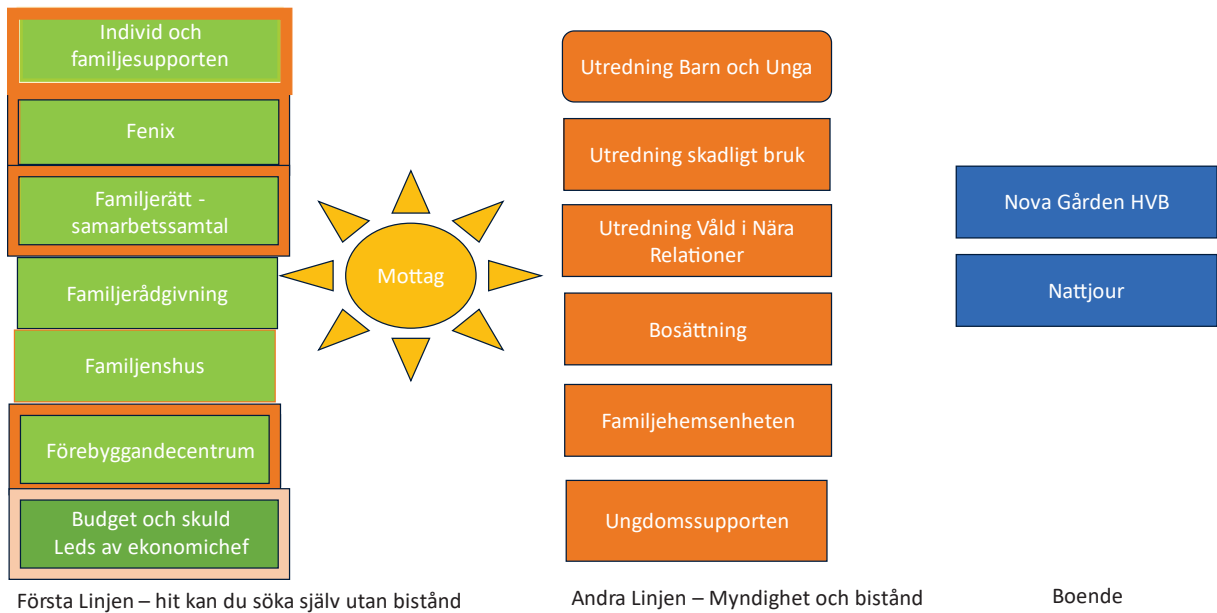 Individ och
familjesupporten
Fenix
Familjerätt -
samarbetssamtal
Familjerådgivning
Familjenshus
Förebyggandecentrum
Budget och skuld
Leds av ekonomichef
Första Linjen – hit kan du söka själv utan bistånd
Mottag
Utredning Barn och Unga
Utredning skadligt bruk
Utredning Våld i Nära
Relationer
Bosättning
Familjehemsenheten
Ungdomssupporten
Andra Linjen – Myndighet och bistånd
Nova Gården HVB
Nattjour
Boende